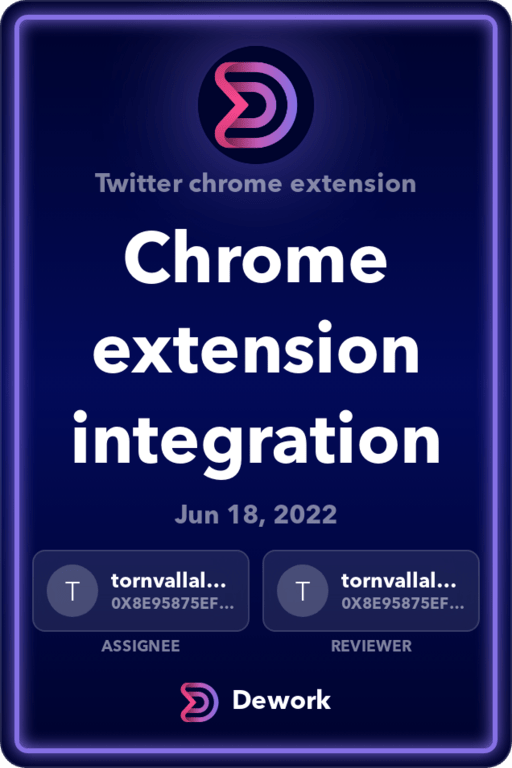 Twitter chrome extension
Chrome
extension
integration
Jun 18, 2022
T tornvallal... T tornvallal...
0X8E95875EF... 0X8E95875EF...
ASSIGNEE REVIEWER
Dework